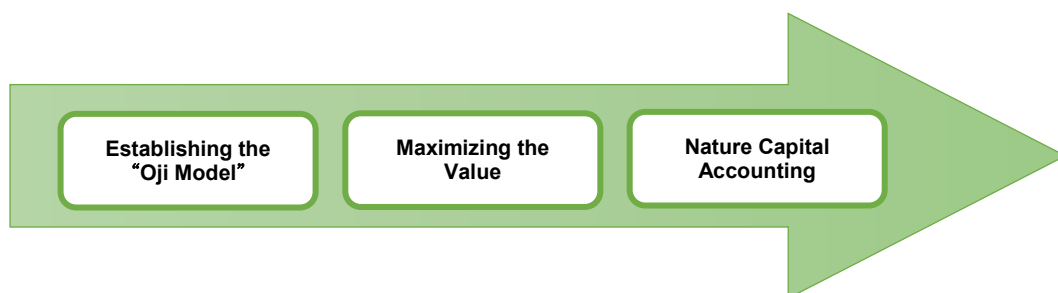 Establishing the
“Oji Model”
Maximizing the
Value
Nature Capital
Accounting